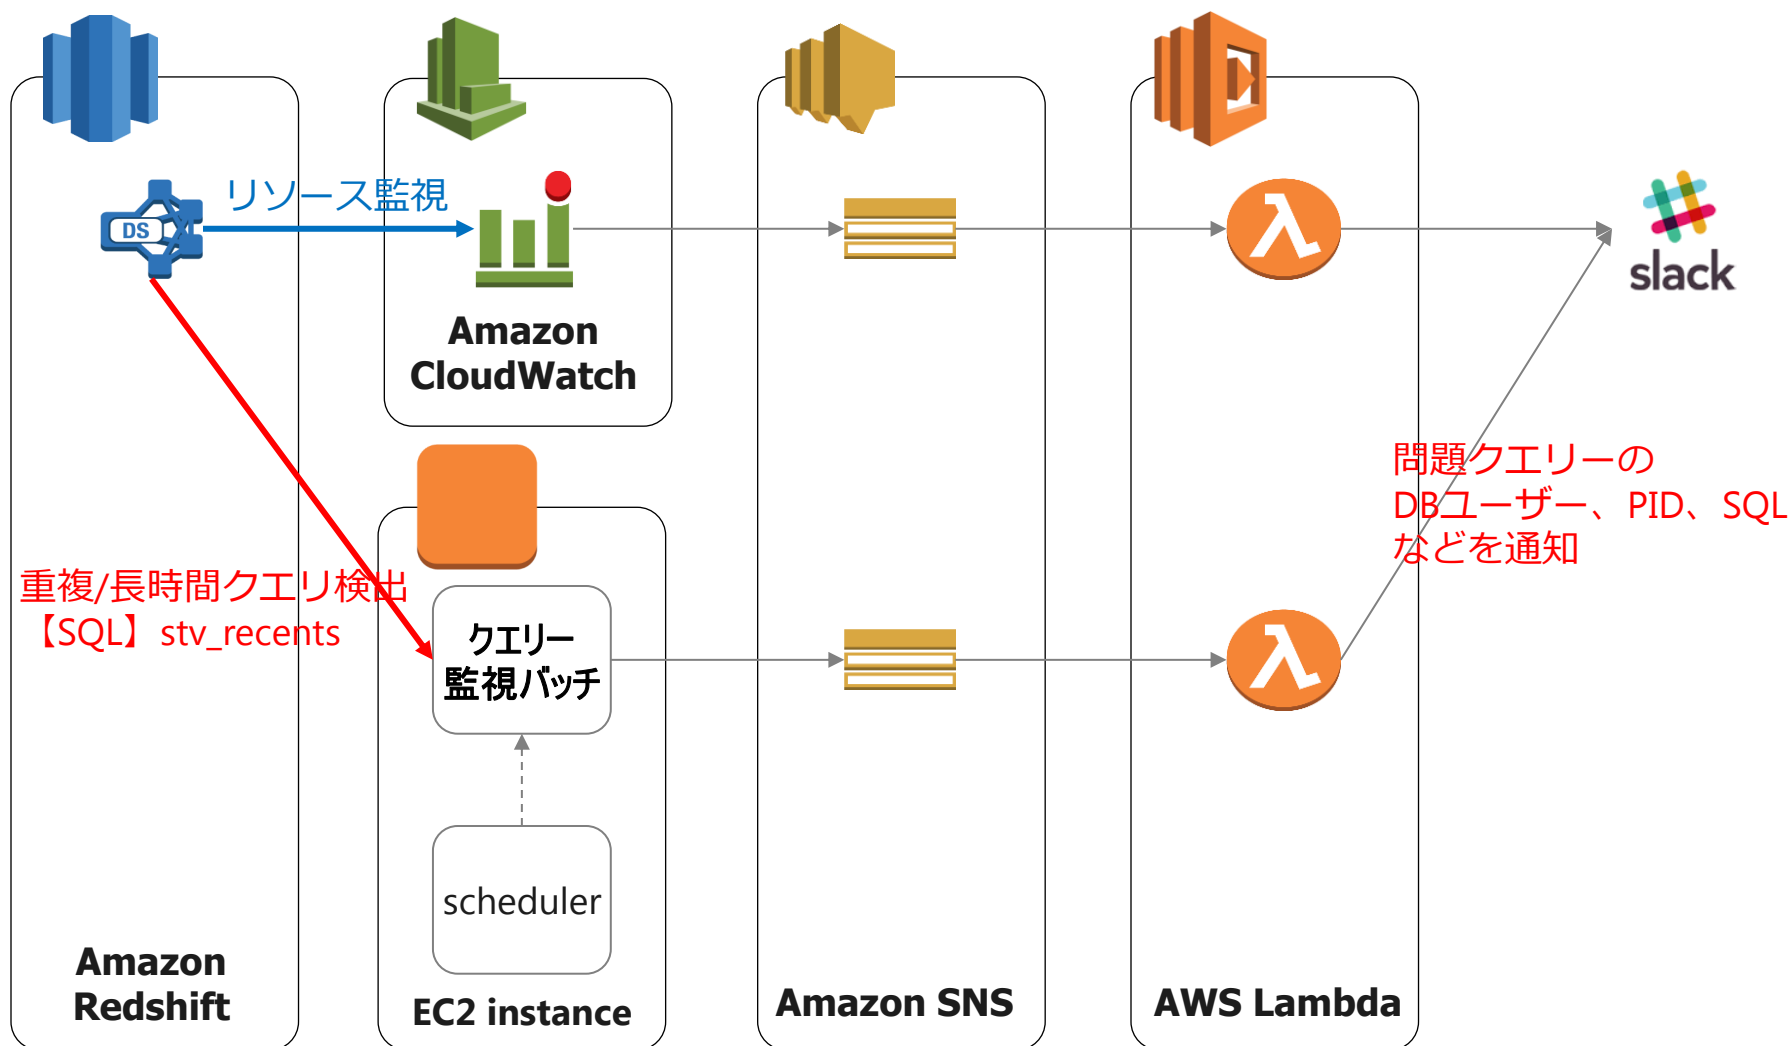 リソース監視
DS
slack
Amazon
CloudWatch
問題クエリーの
DBユーザー、PID、SQL
などを通知
重複/長時間クエリ検出
【SQL】stv_recents
クエリー
監視バッチ
scheduler
Amazon
Redshift
EC2 instance
Amazon SNS
AWS Lambda